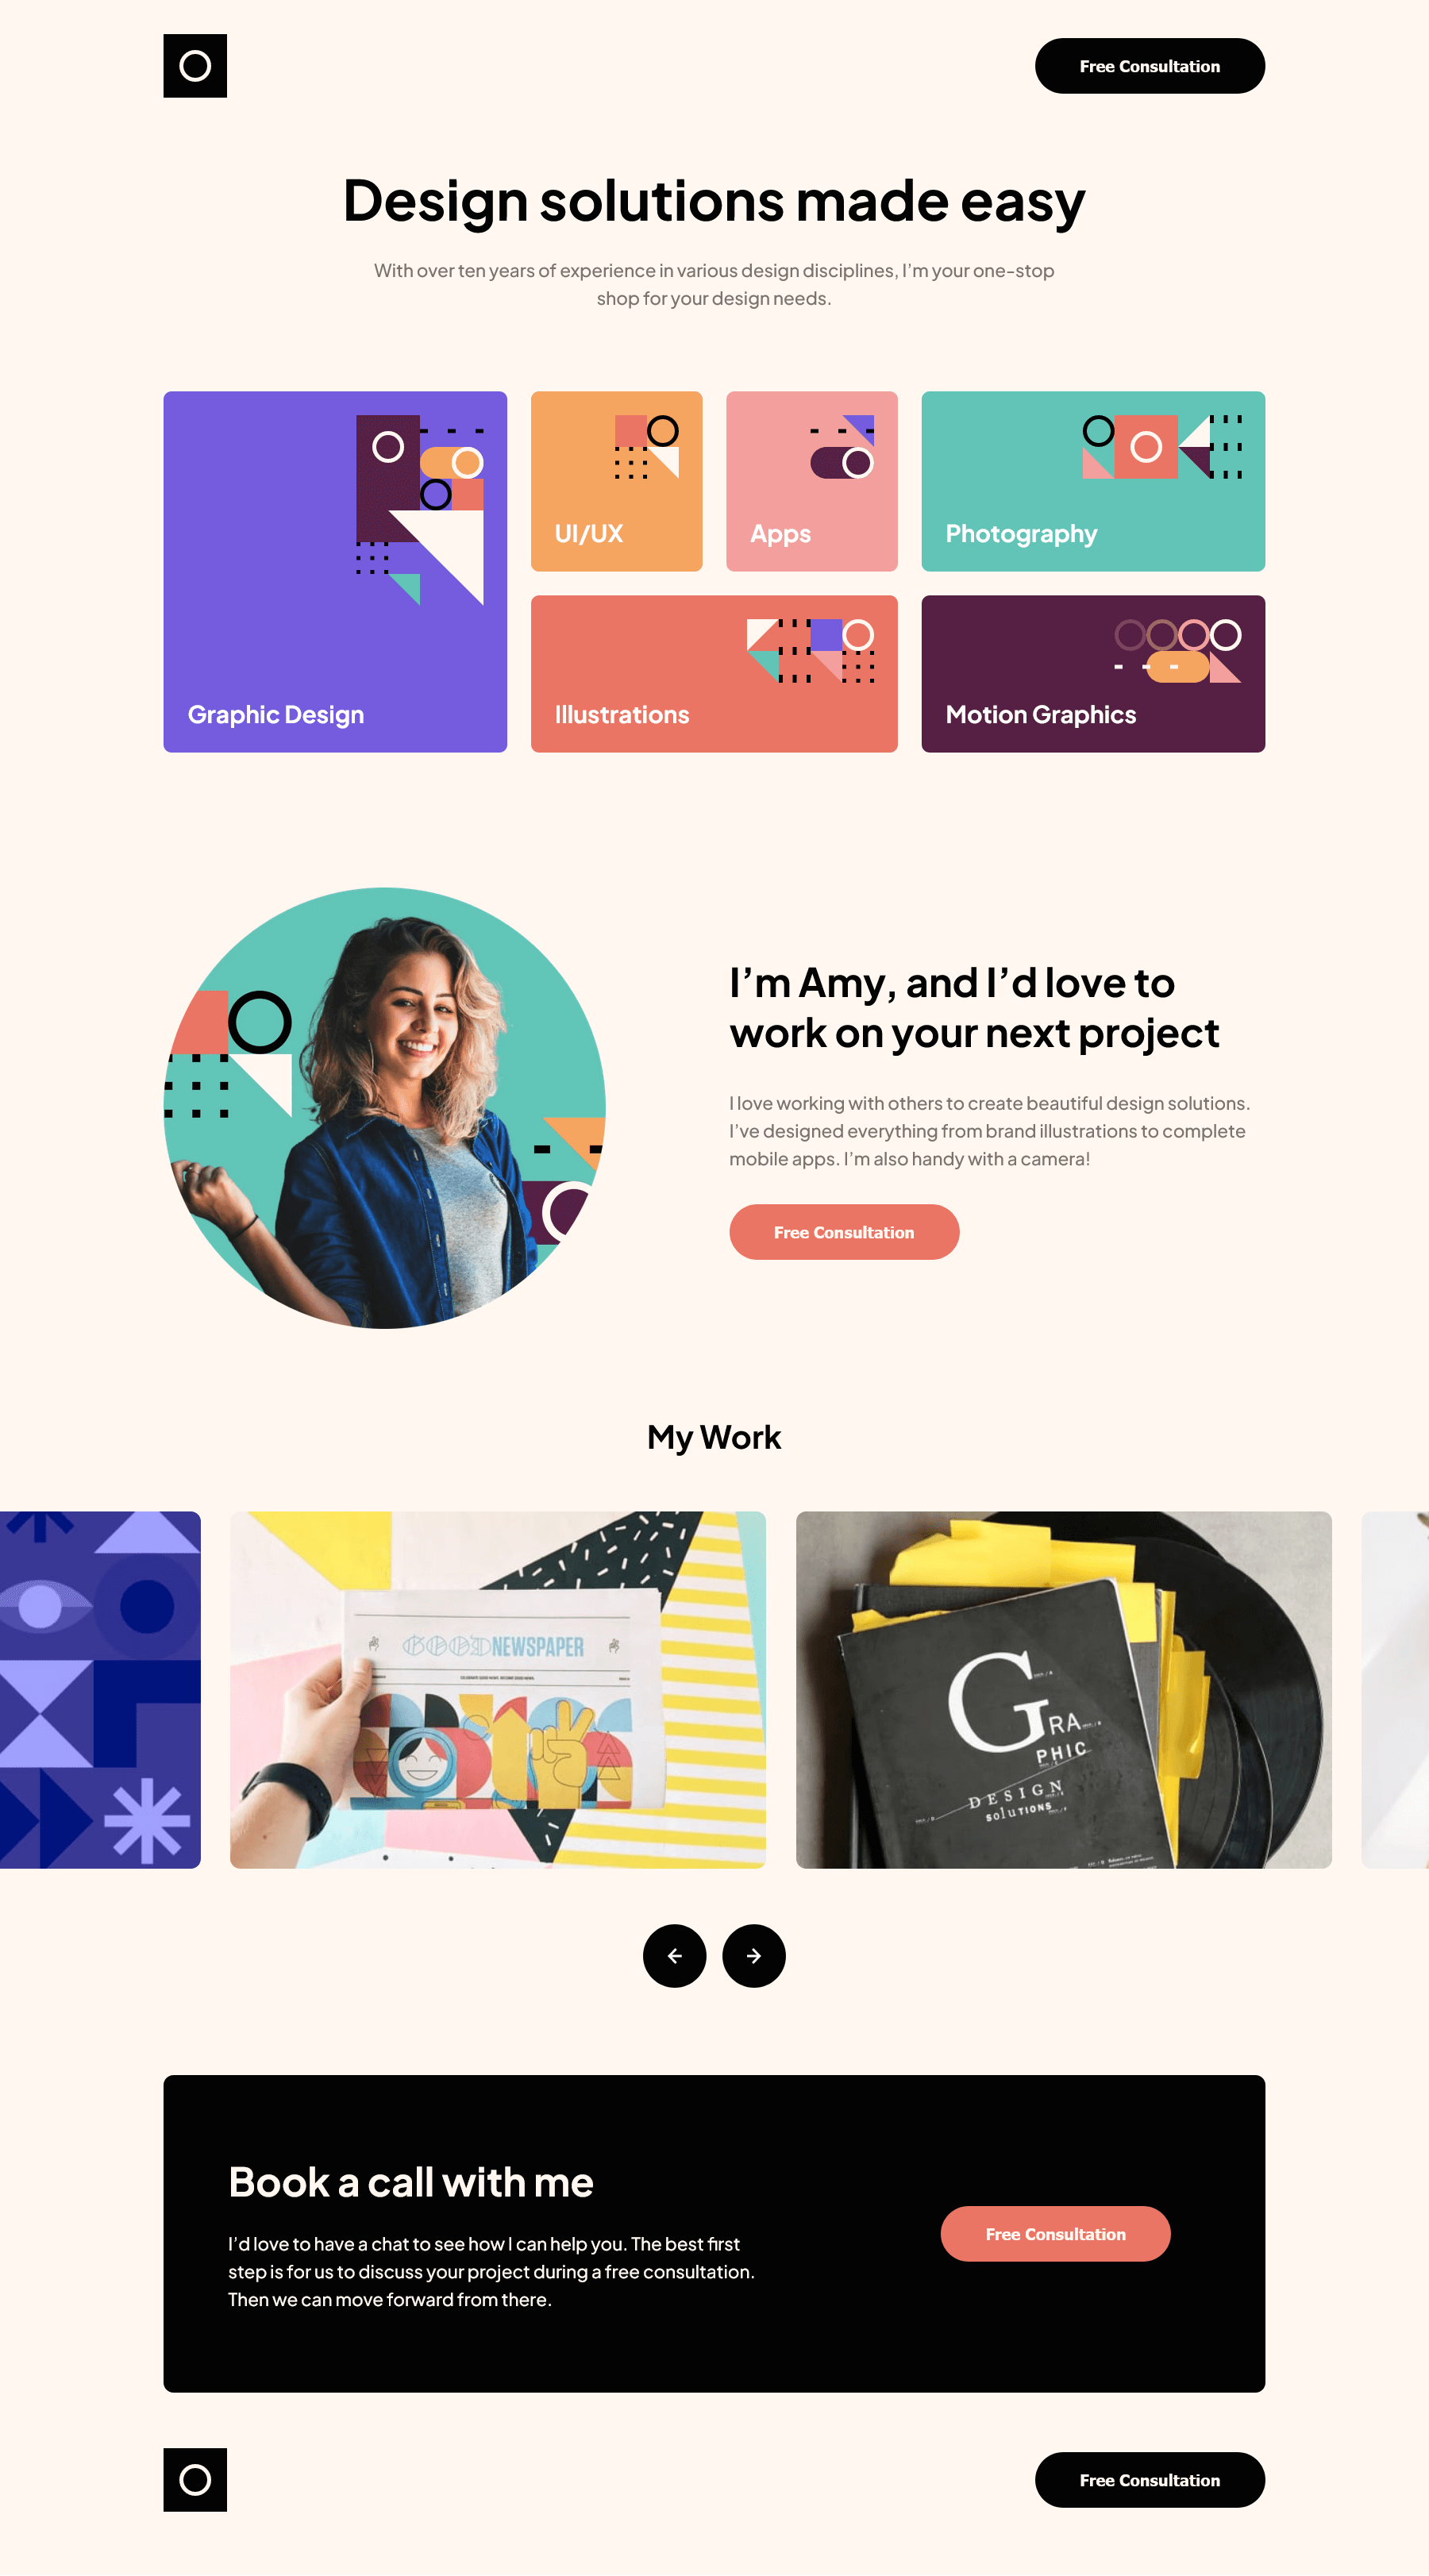 Free Consultation
Design solutions made easy
With over ten years of experience in various design disciplines, I’m your one-stop
shop for your design needs.
Graphic Design
UI/UX
Apps
Photography
Illustrations
Motion Graphics
I’m Amy, and I’d love to
work on your next project
I love working with others to create beautiful design solutions.
I’ve designed everything from brand illustrations to complete
mobile apps. I’m also handy with a camera!
Free Consultation
My Work
GOOD NEWSPAPER
GRA
PHIC
DESIGN
SOLUTIONS
Book a call with me
I’d love to have a chat to see how I can help you. The best first
step is for us to discuss your project during a free consultation.
Then we can move forward from there.
Free Consultation
Free Consultation